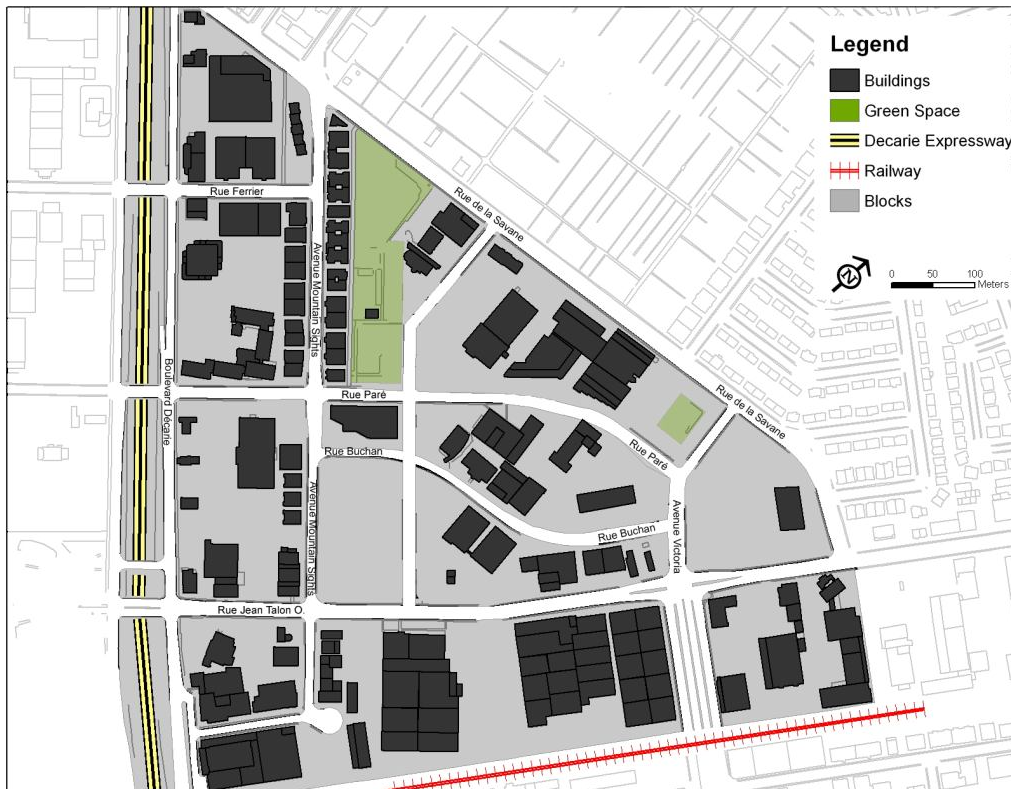 Legend
Buildings
Green Space
Decarie Expressway
Railway
Blocks
N
0 50 100
Meters
Rue Ferrier
Rue de la Savane
Avenue Mountain Sights
Boulevard Décarie
Rue Paré
Rue de la Savane
Rue Buchan
Rue Paré
Avenue Mountain Sights
Avenue Victoria
Rue Buchan
Rue Jean Talon O.